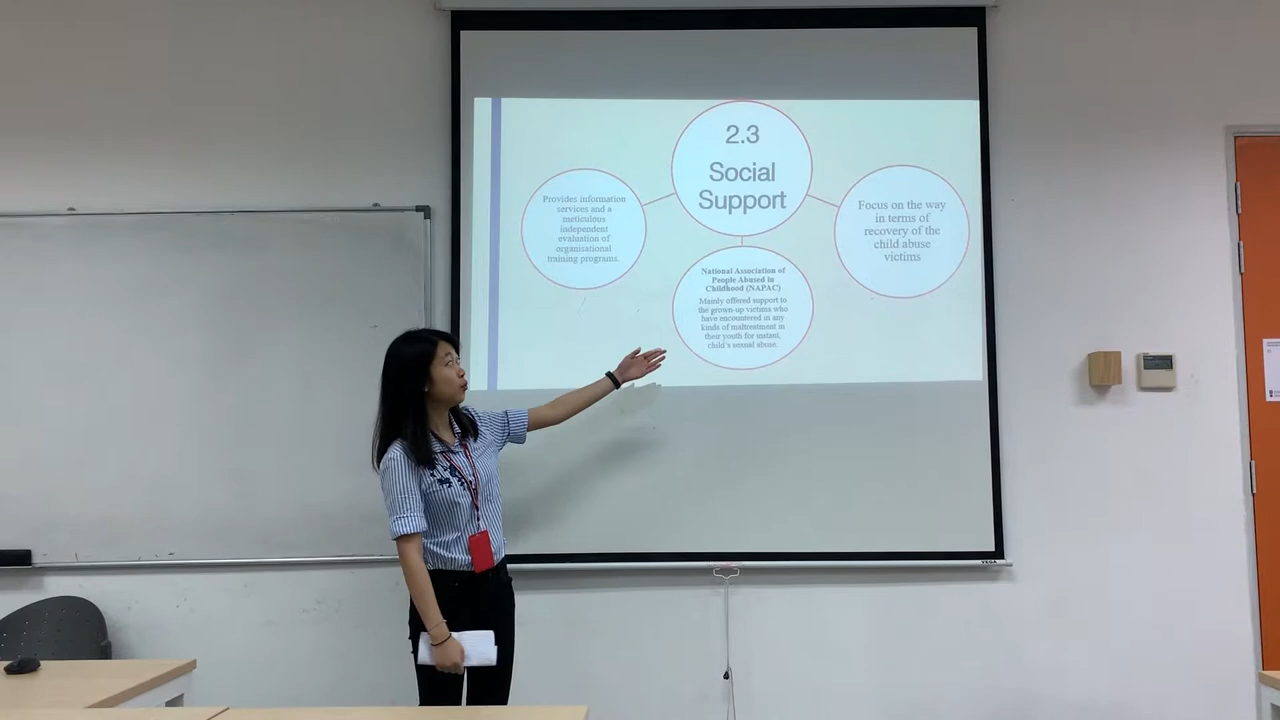 2.3
Social
Support
Provides information
services and a
meticulous
independent
evaluation of
organisational
training programs.
National Association of
People Abused in
Childhood (NAPAC)
Mainly offered support to
the grown-up victims who
have encountered in any
kinds of maltreatment in
their youth for instant,
child's sexual abuse.
Focus on the way
in terms of
recovery of the
child abuse
victims
VEGA